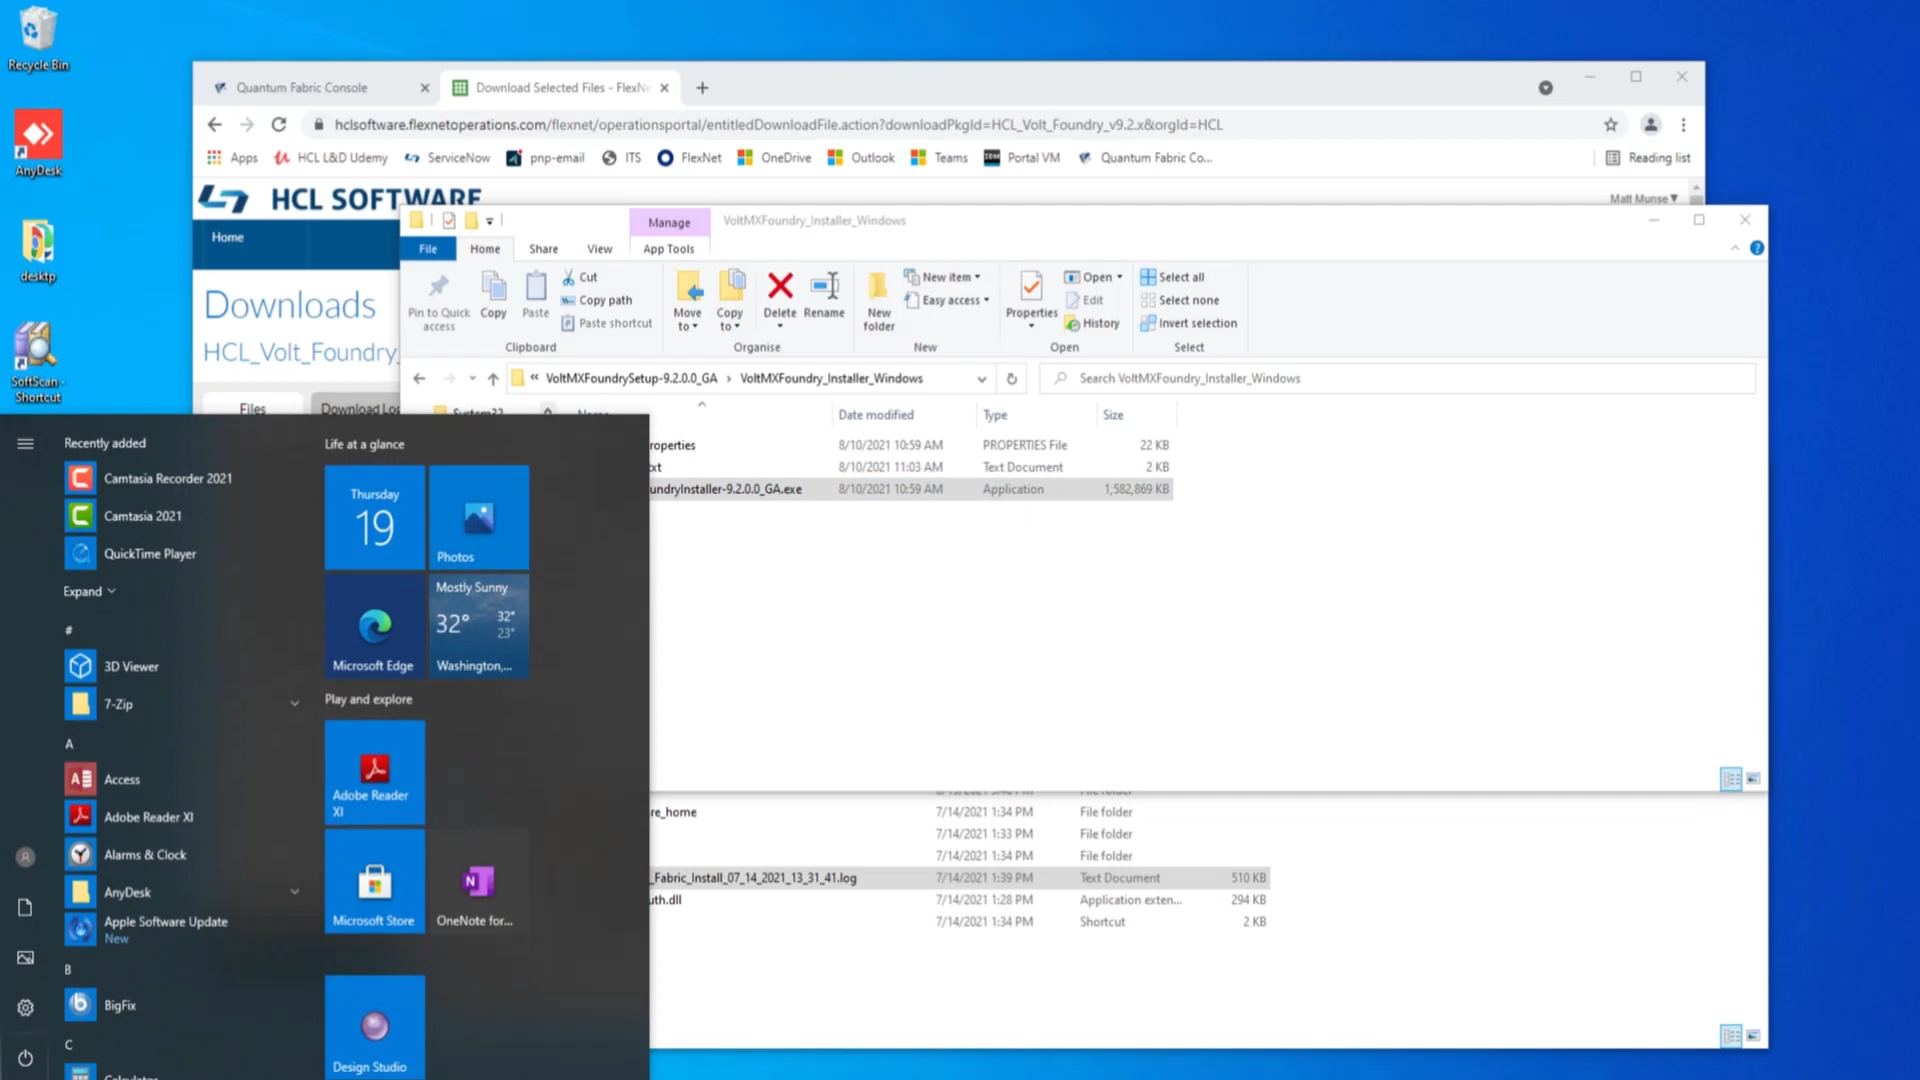 Recycle Bin
AnyDesk
desktp
SoftScan -
Shortcut
Quantum Fabric Console
Download Selected Files - FlexNe
hclsoftware.flexnetoperations.com/flexnet/operationsportal/entitledDownloadFile.action?downloadPkgId=HCL_Volt_Foundry_v9.2.x&orgId=HCL
Apps
HCL L&D Udemy
ServiceNow
pnp-email
ITS
FlexNet
OneDrive
Outlook
Teams
Portal VM
Quantum Fabric Co...
Reading list
HCL SOFTWARE
Matt Munse
Home
Downloads
HCL_Volt_Foundry_
Files
Download Log
Manage
VoltMXFoundry_Installer_Windows
File
Home
Share
View
App Tools
Pin to Quick
access
Copy
Paste
Cut
Copy path
Paste shortcut
Clipboard
Move
to
Copy
to
Delete
Rename
Organise
New
folder
New item
Easy access
New
Properties
Open
Edit
History
Open
Select all
Select none
Invert selection
Select
« VoltMXFoundrySetup-9.2.0.0_GA › VoltMXFoundry_Installer_Windows
Search VoltMXFoundry_Installer_Windows
System32
Name
Date modified
Type
Size
roperties 8/10/2021 10:59 AM PROPERTIES File 22 KB
xt 8/10/2021 11:03 AM Text Document 2 KB
undryInstaller-9.2.0.0_GA.exe 8/10/2021 10:59 AM Application 1,582,869 KB
re_home 7/14/2021 1:34 PM File folder
7/14/2021 1:33 PM File folder
7/14/2021 1:34 PM File folder
_Fabric_Install_07_14_2021_13_31_41.log 7/14/2021 1:39 PM Text Document 510 KB
uth.dll 7/14/2021 1:28 PM Application exten... 294 KB
7/14/2021 1:34 PM Shortcut 2 KB
Recently added
Camtasia Recorder 2021
Camtasia 2021
QuickTime Player
Expand
#
3D Viewer
7-Zip
A
Access
Adobe Reader XI
Alarms & Clock
AnyDesk
Apple Software Update
New
B
BigFix
C
Life at a glance
Thursday
19
Photos
Microsoft Edge
Mostly Sunny
32°
32°
23°
Washington,...
Play and explore
Adobe Reader
XI
Microsoft Store
OneNote for...
Design Studio